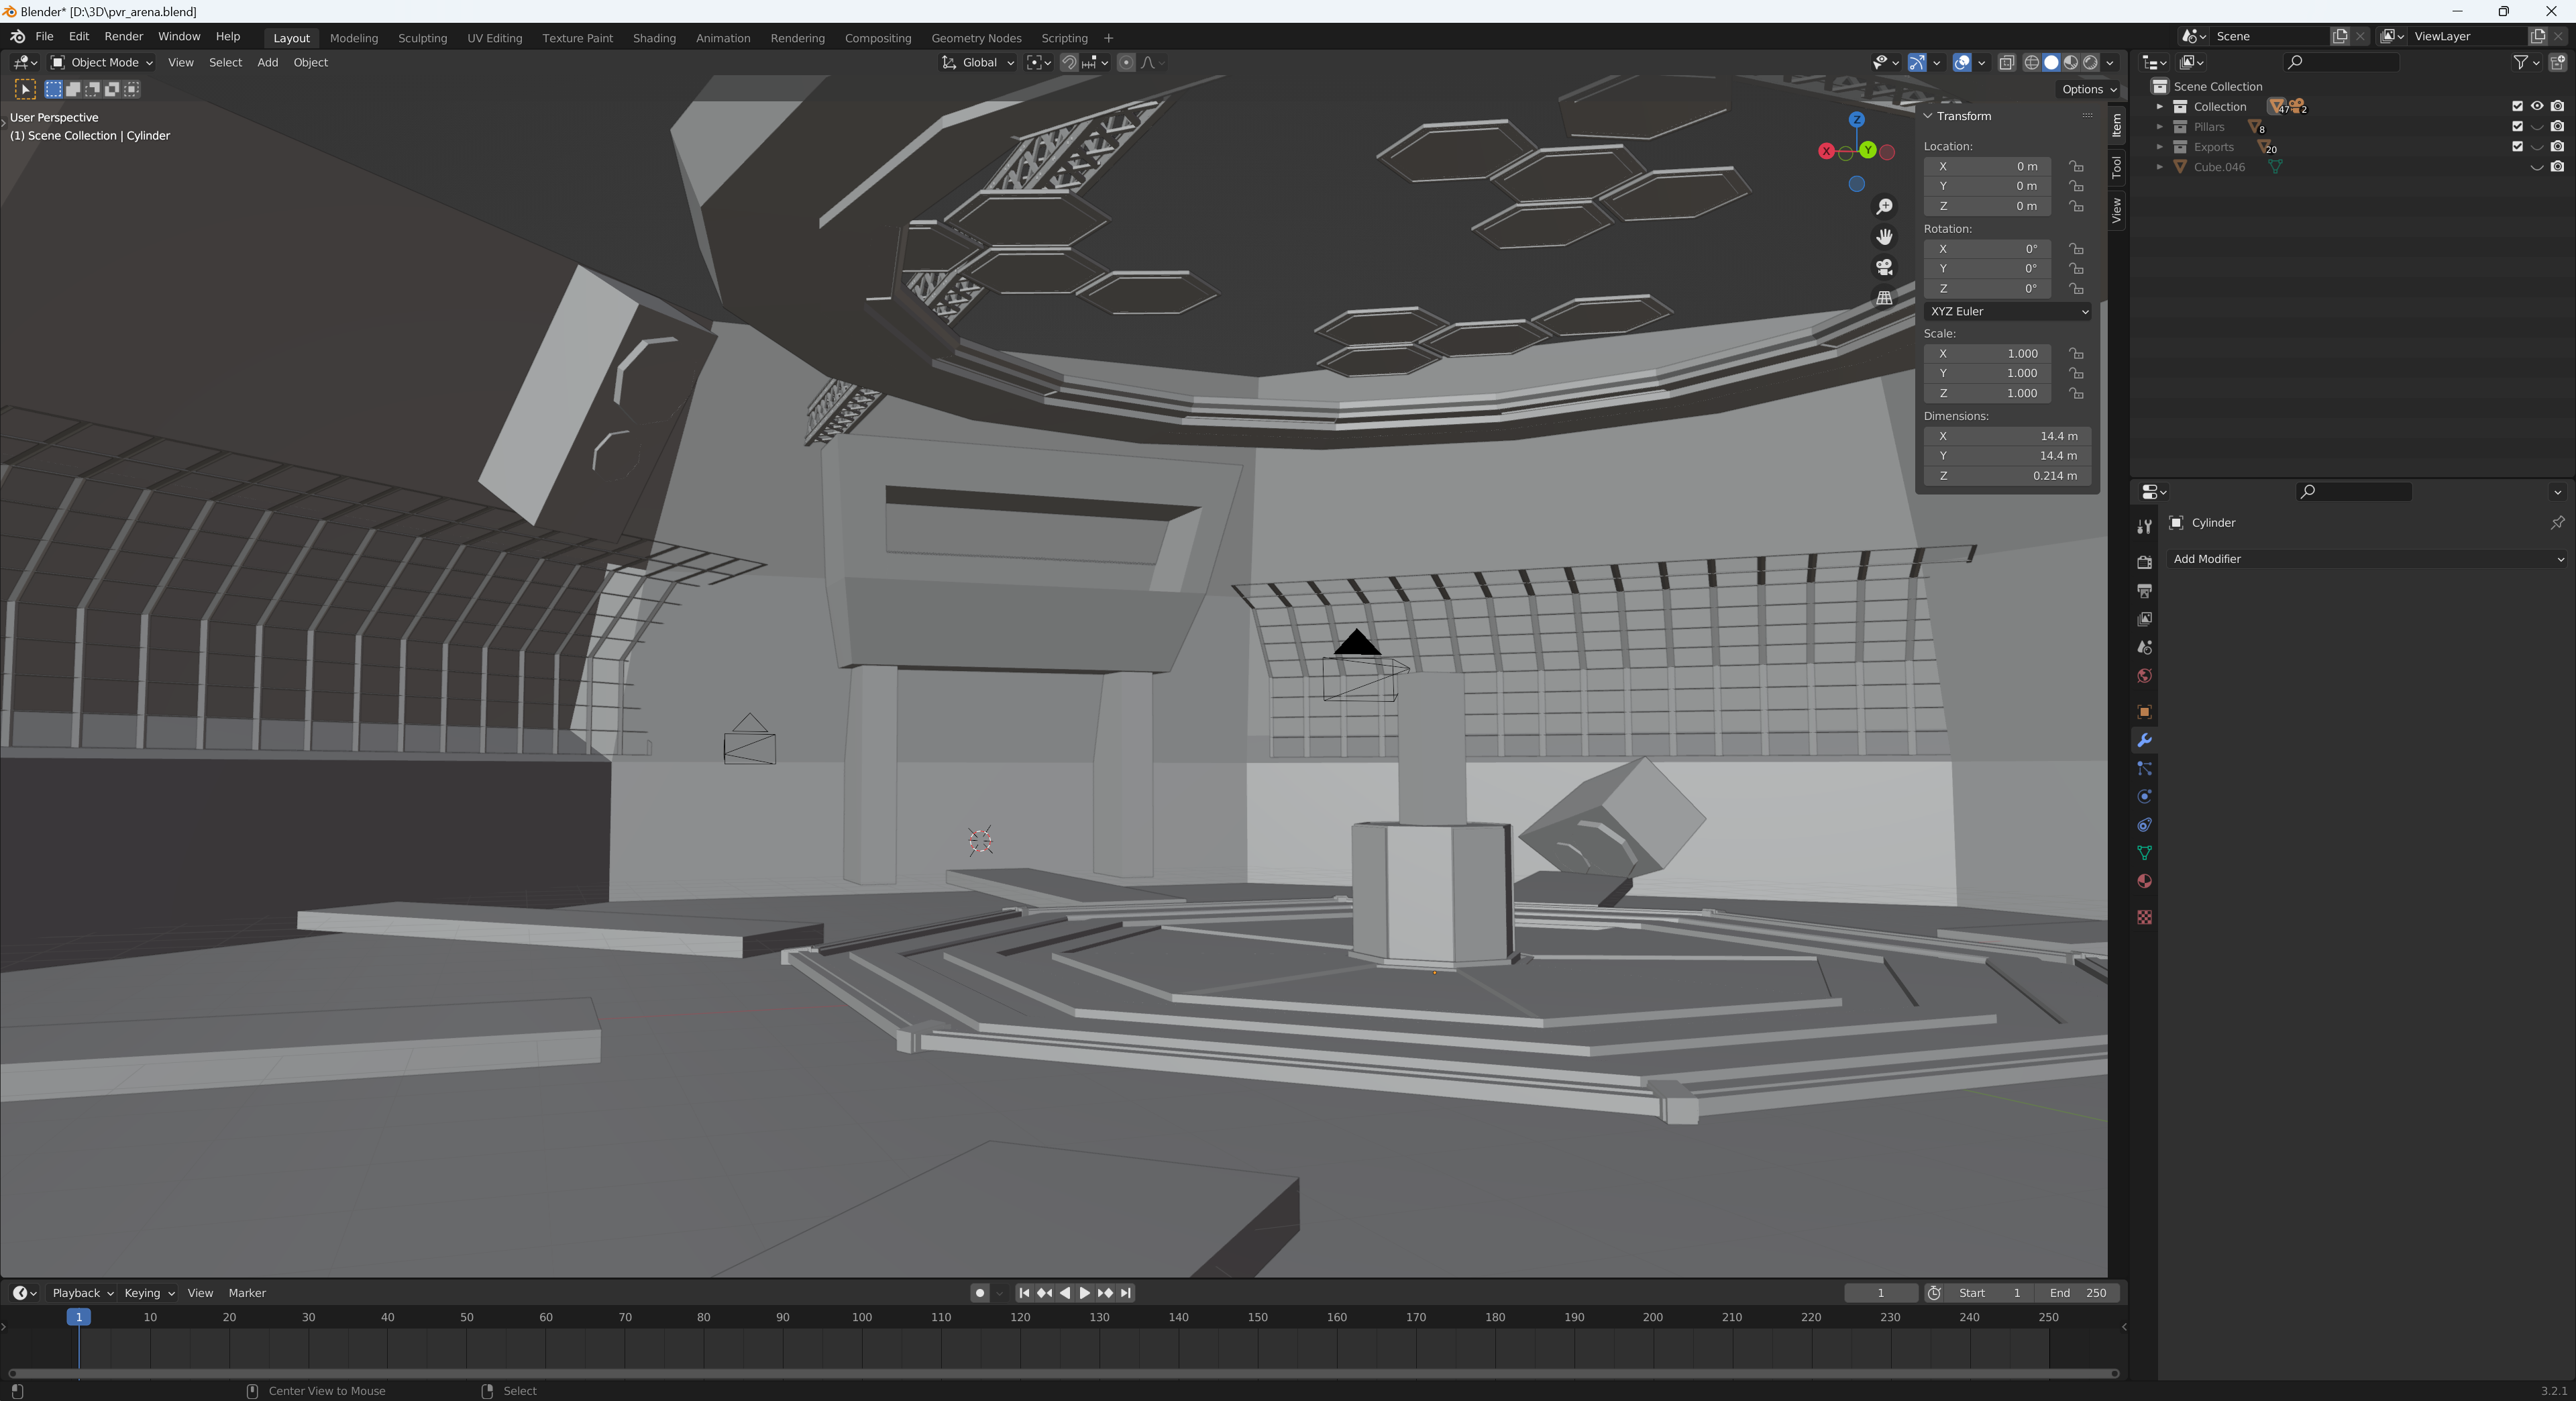 Blender* [D:\3D\pvr_arena.blend]
File Edit Render Window Help
Layout Modeling Sculpting UV Editing Texture Paint Shading Animation Rendering Compositing Geometry Nodes Scripting +
Scene ViewLayer
Object Mode View Select Add Object Global
Options
User Perspective
(1) Scene Collection | Cylinder
Z
X Y
Transform
Location:
X 0 m
Y 0 m
Z 0 m
Rotation:
X 0°
Y 0°
Z 0°
XYZ Euler
Scale:
X 1.000
Y 1.000
Z 1.000
Dimensions:
X 14.4 m
Y 14.4 m
Z 0.214 m
Item
Tool
View
Scene Collection
Collection 47 2
Pillars 8
Exports 20
Cube.046
Cylinder
Add Modifier
Playback Keying View Marker 1 Start 1 End 250
1 10 20 30 40 50 60 70 80 90 100 110 120 130 140 150 160 170 180 190 200 210 220 230 240 250
Center View to Mouse Select 3.2.1